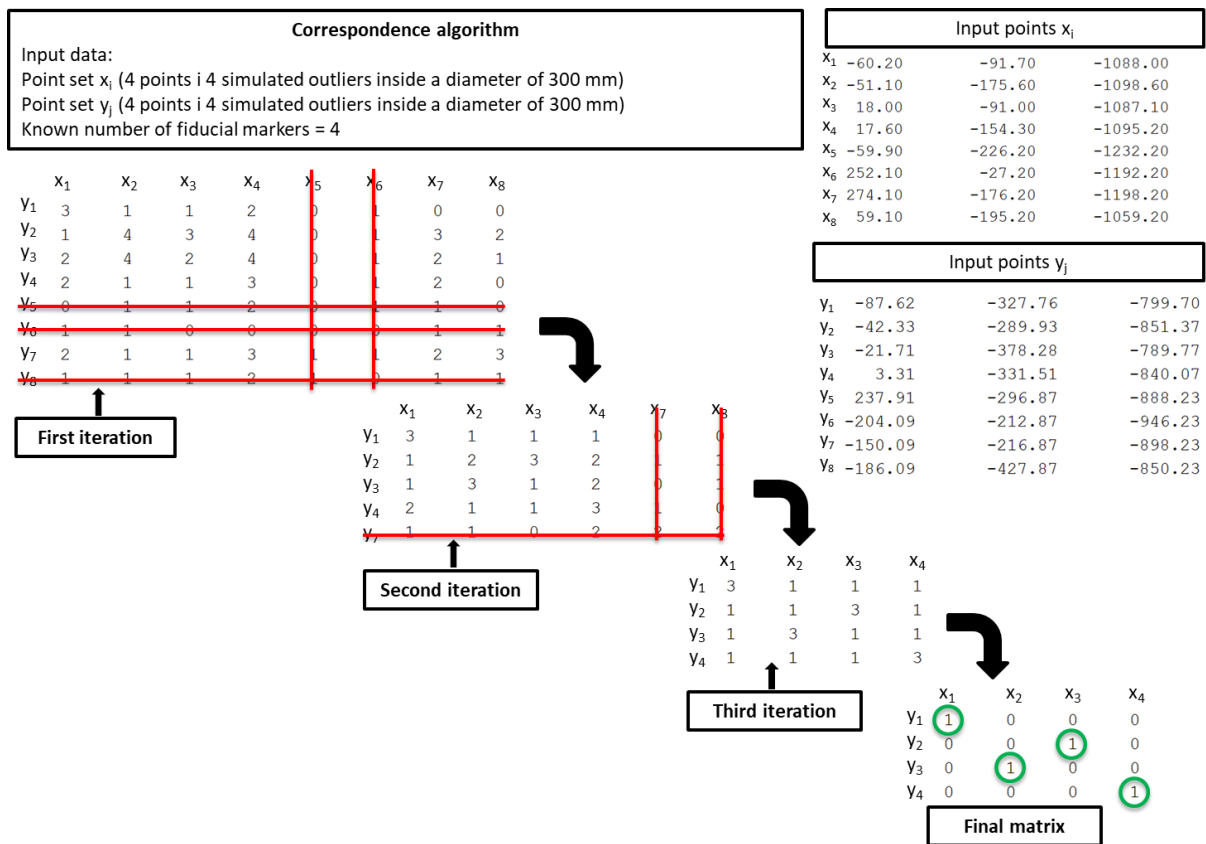 Correspondence algorithm
Input data:
Point set xi (4 points i 4 simulated outliers inside a diameter of 300 mm)
Point set yj (4 points i 4 simulated outliers inside a diameter of 300 mm)
Known number of fiducial markers = 4
Input points xi
x1 -60.20 -91.70 -1088.00
x2 -51.10 -175.60 -1098.60
x3 18.00 -91.00 -1087.10
x4 17.60 -154.30 -1095.20
x5 -59.90 -226.20 -1232.20
x6 252.10 -27.20 -1192.20
x7 274.10 -176.20 -1198.20
x8 59.10 -195.20 -1059.20
Input points yj
y1 -87.62 -327.76 -799.70
y2 -42.33 -289.93 -851.37
y3 -21.71 -378.28 -789.77
y4 3.31 -331.51 -840.07
y5 237.91 -296.87 -888.23
y6 -204.09 -212.87 -946.23
y7 -150.09 -216.87 -898.23
y8 -186.09 -427.87 -850.23
x1 x2 x3 x4 x5 x6 x7 x8
y1 3 1 1 2 0 1 0 0
y2 1 4 3 4 0 1 3 2
y3 2 4 2 4 0 1 2 1
y4 2 1 1 3 0 1 2 0
y5 0 1 1 2 0 1 1 0
y6 1 1 0 0 0 0 1 1
y7 2 1 1 3 1 1 2 3
y8 1 1 1 2 1 0 1 1
First iteration
x1 x2 x3 x4 x7 x8
y1 3 1 1 1 0 0
y2 1 2 3 2 1 1
y3 1 3 1 2 0 1
y4 2 1 1 3 1 0
y7 1 1 0 2 2
Second iteration
x1 x2 x3 x4
y1 3 1 1 1
y2 1 1 3 1
y3 1 3 1 1
y4 1 1 1 3
Third iteration
x1 x2 x3 x4
y1 1 0 0 0
y2 0 0 1 0
y3 0 1 0 0
y4 0 0 0 1
Final matrix